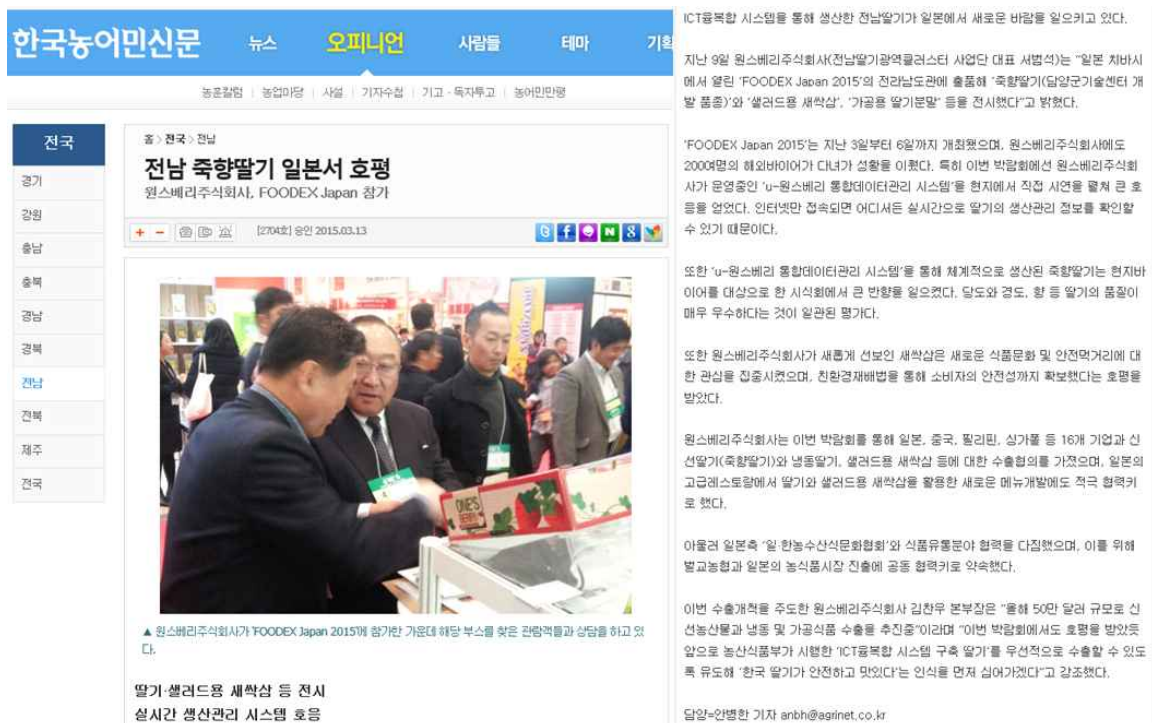 한국농어민신문
뉴스 오피니언 사람들 테마 기획
농훈칼럼 농업마당 사설 기자수첩 기고·독자투고 농어민만평
전국
경기
강원
충남
충북
경남
경북
전남
전북
제주
전국
홈 > 전국 > 전남
전남 죽향딸기 일본서 호평
원스베리주식회사, FOODEX Japan 참가
[2704호] 승인 2015.03.13
ONE'S
BERRY
▲ 원스베리주식회사가 'FOODEX Japan 2015'에 참가한 가운데 해당 부스를 찾은 관람객들과 상담을 하고 있
다.
딸기·샐러드용 새싹삼 등 전시
실시간 생산관리 시스템 호응
ICT융복합 시스템을 통해 생산한 전남딸기가 일본에서 새로운 바람을 일으키고 있다.
지난 9일 원스베리주식회사(전남딸기광역클러스터 사업단 대표 서범석)는 "일본 치바시
에서 열린 'FOODEX Japan 2015'의 전라남도관에 출품해 '죽향딸기(담양군기술센터 개
발 품종)'와 '샐러드용 새싹삼', '가공용 딸기분말' 등을 전시했다"고 밝혔다.
'FOODEX Japan 2015'는 지난 3일부터 6일까지 개최됐으며, 원스베리주식회사에도
2000여명의 해외바이어가 다녀가 성황을 이뤘다. 특히 이번 박람회에선 원스베리주식회
사가 운영중인 'u-원스베리 통합데이터관리 시스템'을 현지에서 직접 시연을 펼쳐 큰 호
응을 얻었다. 인터넷만 접속되면 어디서든 실시간으로 딸기의 생산관리 정보를 확인할
수 있기 때문이다.
또한 'u-원스베리 통합데이터관리 시스템'을 통해 체계적으로 생산된 죽향딸기는 현지바
이어를 대상으로 한 시식회에서 큰 반향을 일으켰다. 당도와 경도, 향 등 딸기의 품질이
매우 우수하다는 것이 일관된 평가다.
또한 원스베리주식회사가 새롭게 선보인 새싹삼은 새로운 식품문화 및 안전먹거리에 대
한 관심을 집중시켰으며, 친환경재배법을 통해 소비자의 안전성까지 확보했다는 호평을
받았다.
원스베리주식회사는 이번 박람회를 통해 일본, 중국, 필리핀, 싱가폴 등 16개 기업과 신
선딸기(죽향딸기)와 냉동딸기, 샐러드용 새싹삼 등에 대한 수출협의를 가졌으며, 일본의
고급레스토랑에서 딸기와 샐러드용 새싹삼을 활용한 새로운 메뉴개발에도 적극 협력키
로 했다.
아울러 일본측 '일·한농수산식문화협회'와 식품유통분야 협력을 다짐했으며, 이를 위해
벌교농협과 일본의 농식품시장 진출에 공동 협력키로 약속했다.
이번 수출개척을 주도한 원스베리주식회사 김찬우 본부장은 "올해 50만 달러 규모로 신
선농산물과 냉동 및 가공식품 수출을 추진중"이라며 "이번 박람회에서도 호평을 받았듯
앞으로 농산식품부가 시행한 'ICT융복합 시스템 구축 딸기'를 우선적으로 수출할 수 있도
록 유도해 '한국 딸기가 안전하고 맛있다'는 인식을 먼저 심어가겠다"고 강조했다.
담양=안병한 기자 anbh@agrinet.co.kr